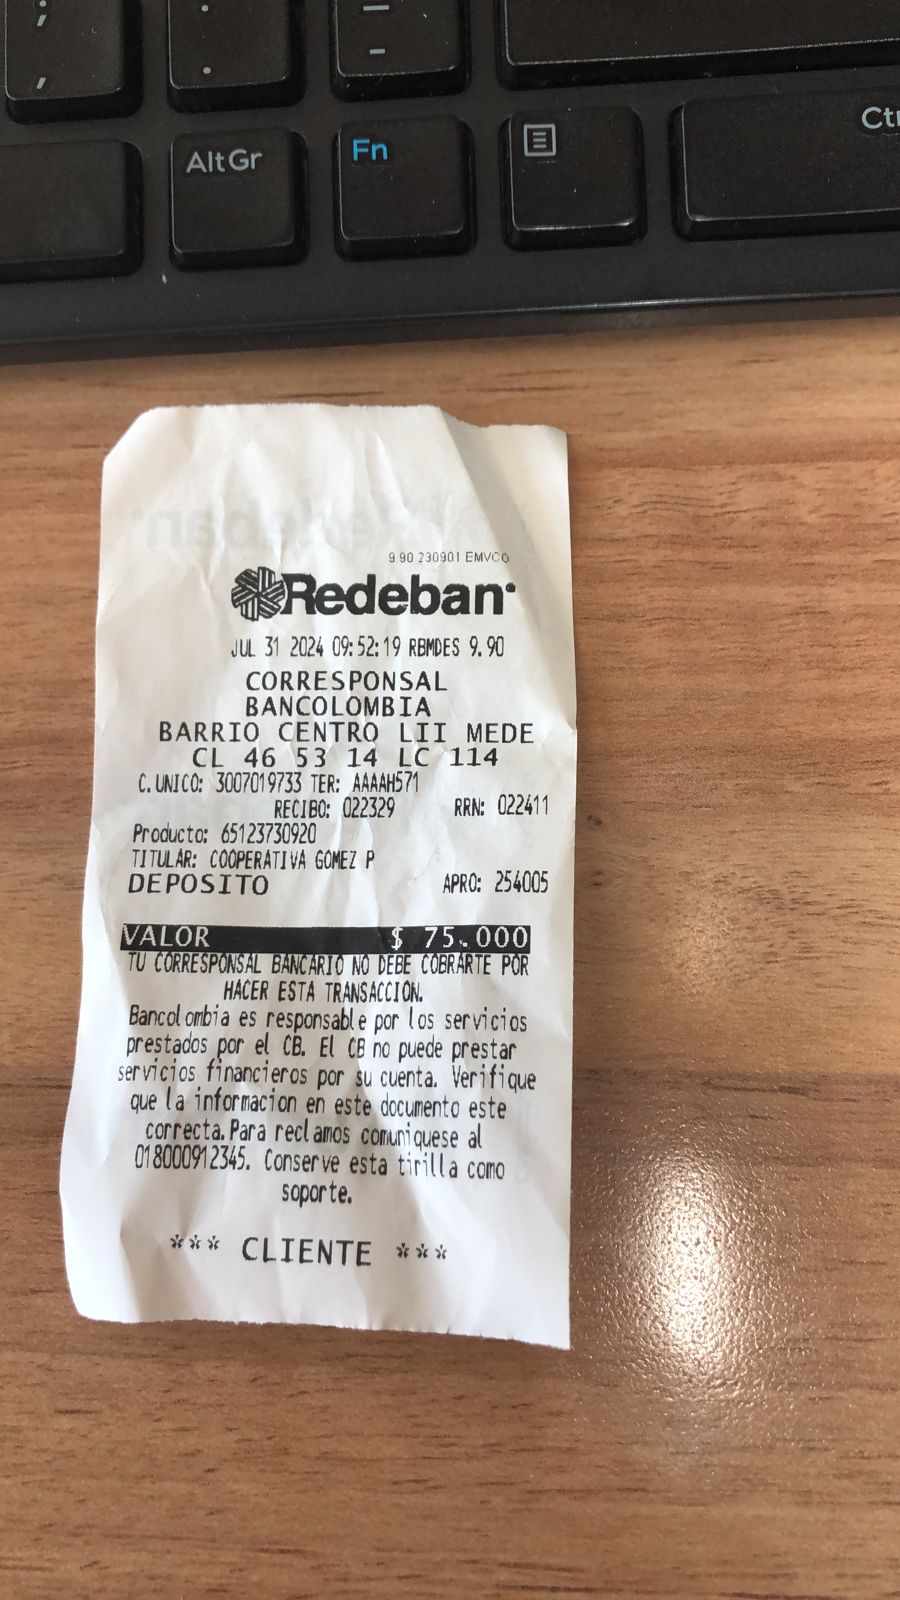 ;
,
:
.
_
-
AltGr
Fn
Ctr
9.90 230901 EMVCO
Redeban
JUL 31 2024 09:52:19 RBMDES 9.90
CORRESPONSAL
BANCOLOMBIA
BARRIO CENTRO LII MEDE
CL 46 53 14 LC 114
C.UNICO: 3007019733 TER: AAAAH571
RECIBO: 022329 RRN: 022411
Producto: 65123730920
TITULAR: COOPERATIVA GOMEZ P
DEPOSITO APRO: 254005
VALOR $ 75.000
TU CORRESPONSAL BANCARIO NO DEBE COBRARTE POR
HACER ESTA TRANSACCION.
Bancolombia es responsable por los servicios
prestados por el CB. El CB no puede prestar
servicios financieros por su cuenta. Verifique
que la informacion en este documento este
correcta.Para reclamos comuniquese al
018000912345. Conserve esta tirilla como
soporte.
*** CLIENTE ***